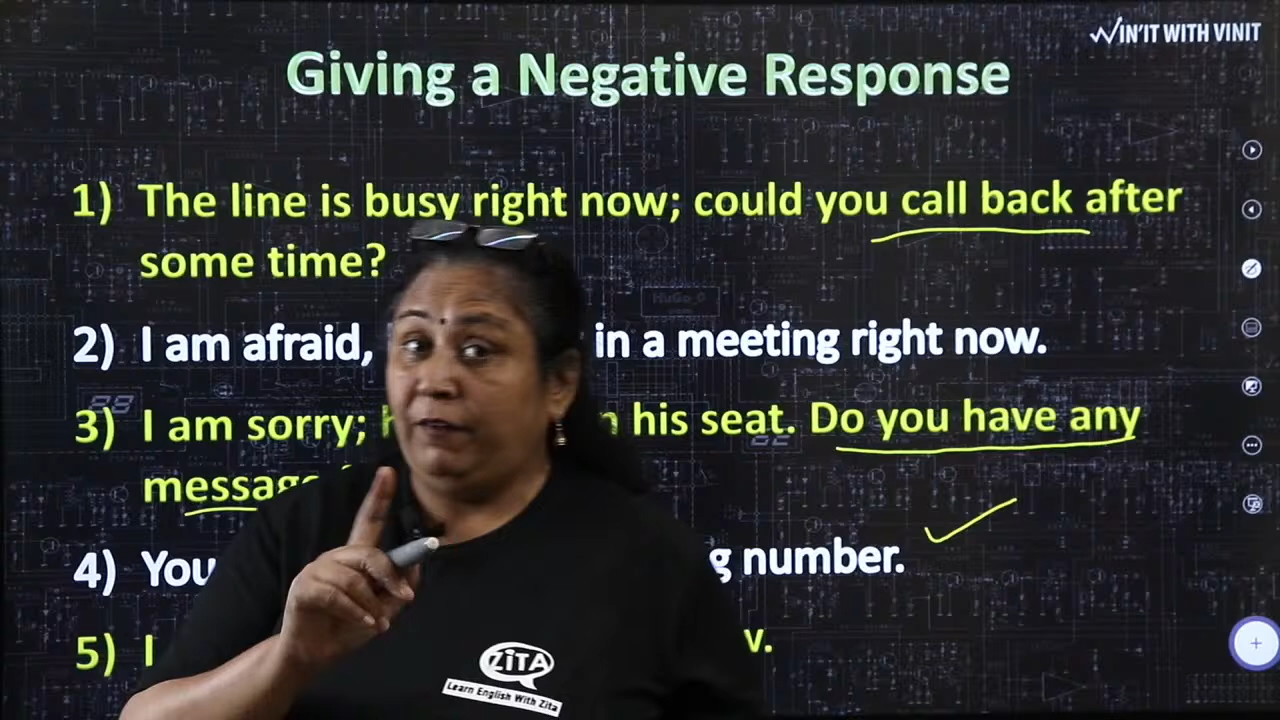 WIN'IT WITH VINIT
Giving a Negative Response
1) The line is busy right now; could you call back after
some time?
2) I am afraid, in a meeting right now.
3) I am sorry; his seat. Do you have any
message
4) You number.
5) I
ZiTA
Learn English With Zita